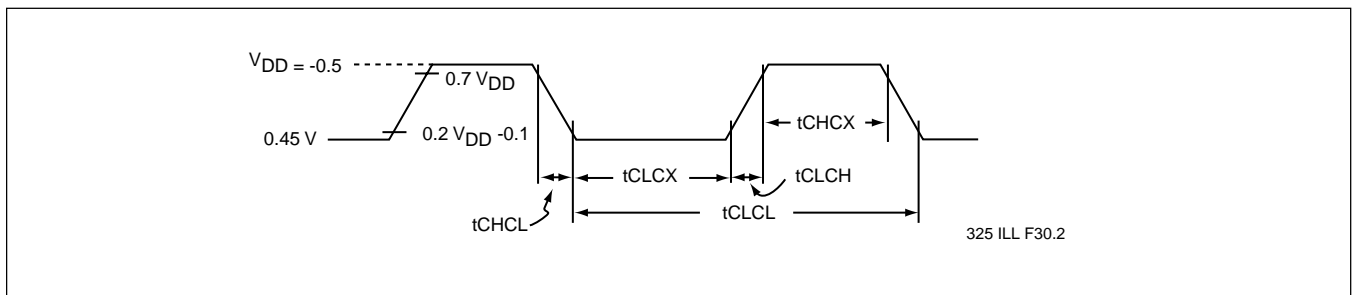 VDD = -0.5
0.7 VDD
0.45 V
0.2 VDD -0.1
tCHCX
tCLCX
tCLCH
tCHCL
tCLCL
325 ILL F30.2